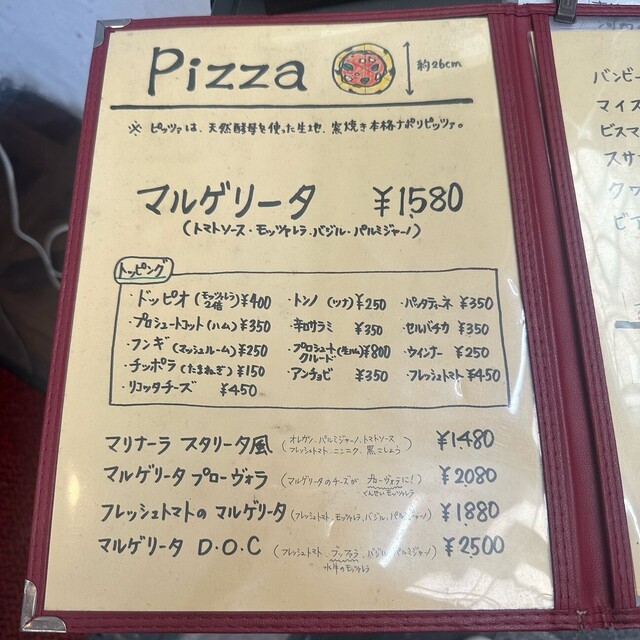 Pizza
約26cm
※ ピッツァは、天然酵母を使った生地、窯焼き本格ナポリピッツァ。
マルゲリータ ¥1580
(トマトソース・モッツァレラ・バジル・パルミジャーノ)
トッピング
・ドッピオ(モッツァレラ2倍)¥400 ・トンノ(ツナ)¥250 ・パンタディーネ ¥350
・プロシュートコット(ハム)¥350 ・辛口サラミ ¥350 ・セルバチカ ¥350
・フンギ(マッシュルーム)¥250 ・プロシュートクルード(生ハム)¥800 ・ウィンナー ¥250
・チッポラ(たまねぎ)¥150 ・アンチョビ ¥350 ・フレッシュトマト ¥450
・リコッタチーズ ¥450
マリナーラ スタリータ風 (オレガノ、パルミジャーノ、トマトソース フレッシュトマト、ニンニク、黒こしょう) ¥1480
マルゲリータ プローヴォラ (マルゲリータのチーズが プローヴォラに! くんせいモッツァレラ) ¥2080
フレッシュトマトの マルゲリータ (フレッシュトマト、モッツァレラ、バジル、パルミジャーノ) ¥1880
マルゲリータ D.O.C (フレッシュトマト、ブッファラ、バジル、パルミジャーノ) ¥2500
水牛のモッツァレラ
バンビー
マイス
ビスマ
スサ
クア
ビア